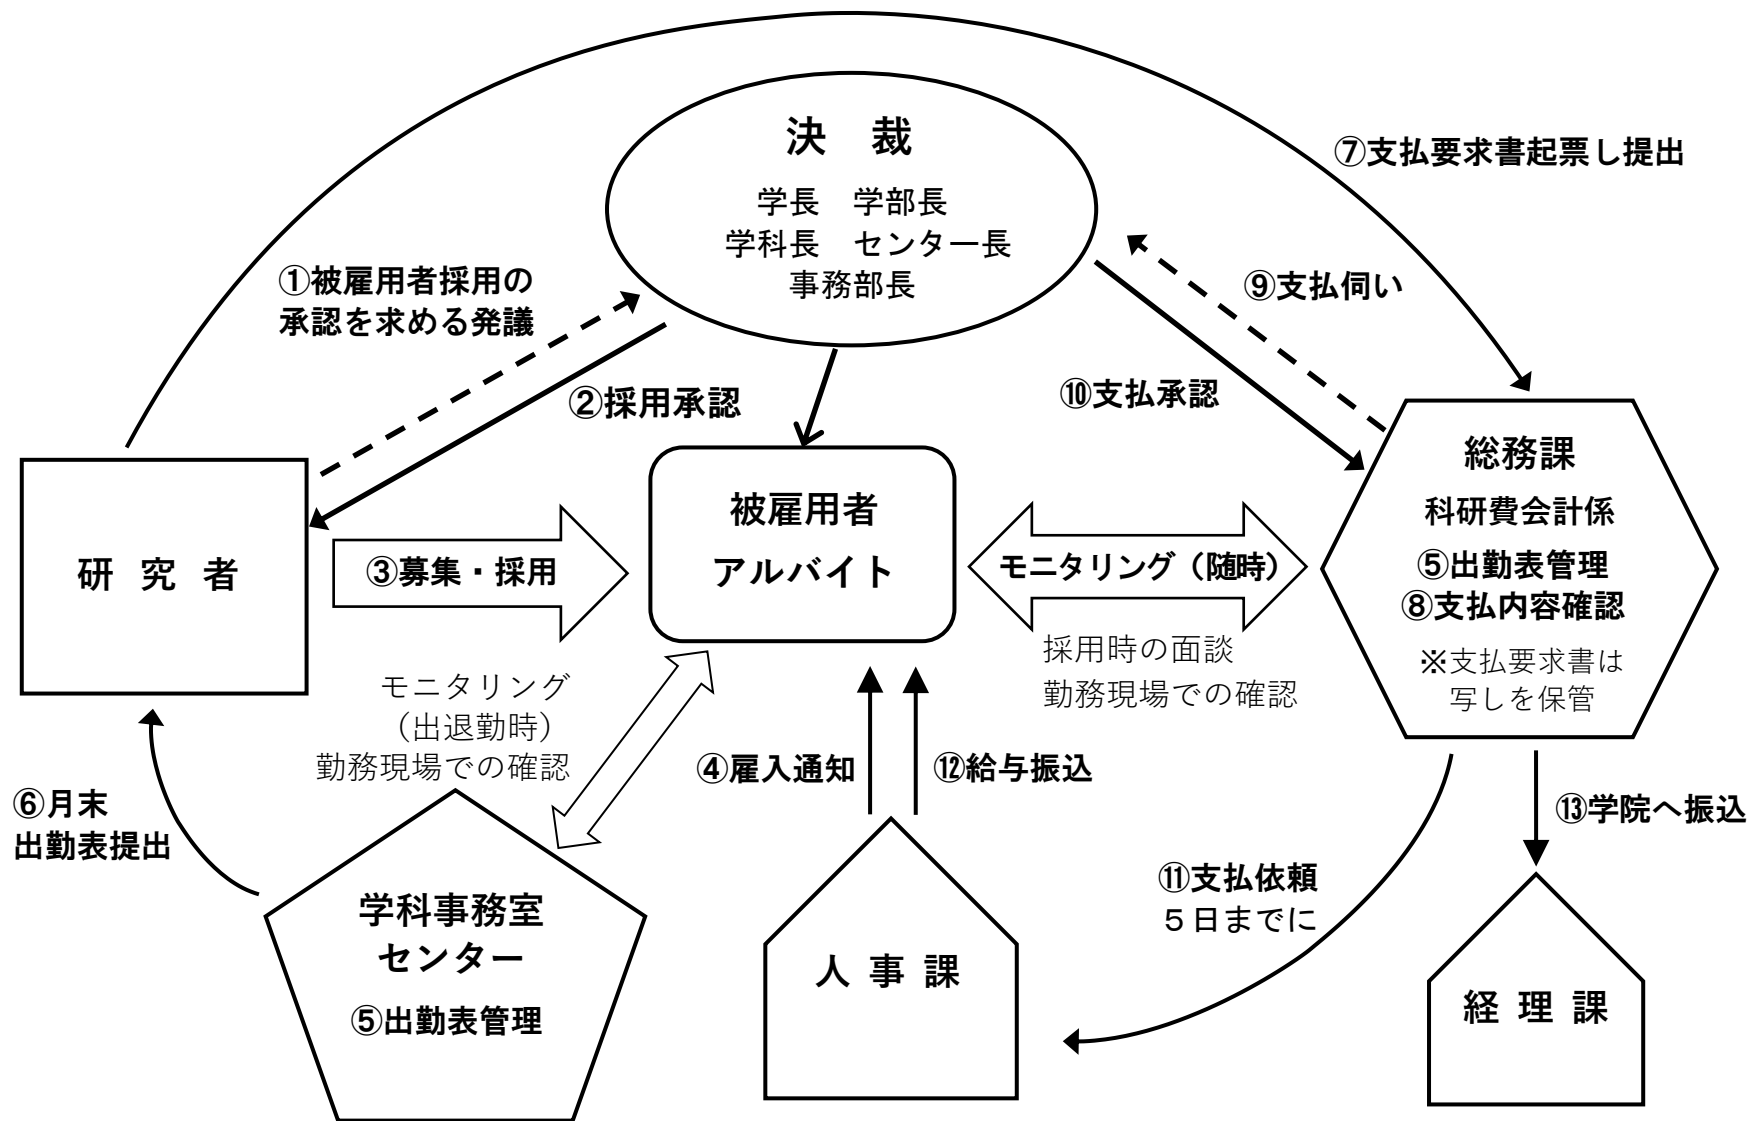 決　裁
学長　学部長
学科長　センター長
事務部長
⑦支払要求書起票し提出
①被雇用者採用の
承認を求める発議
⑨支払伺い
②採用承認
⑩支払承認
研 究 者
③募集・採用
被雇用者
アルバイト
モニタリング（随時）
採用時の面談
勤務現場での確認
総務課
科研費会計係
⑤出勤表管理
⑧支払内容確認
※支払要求書は
写しを保管
モニタリング
（出退勤時）
勤務現場での確認
④雇入通知
⑫給与振込
⑥月末
出勤表提出
⑬学院へ振込
⑪支払依頼
５日までに
学科事務室
センター
⑤出勤表管理
人 事 課
経 理 課